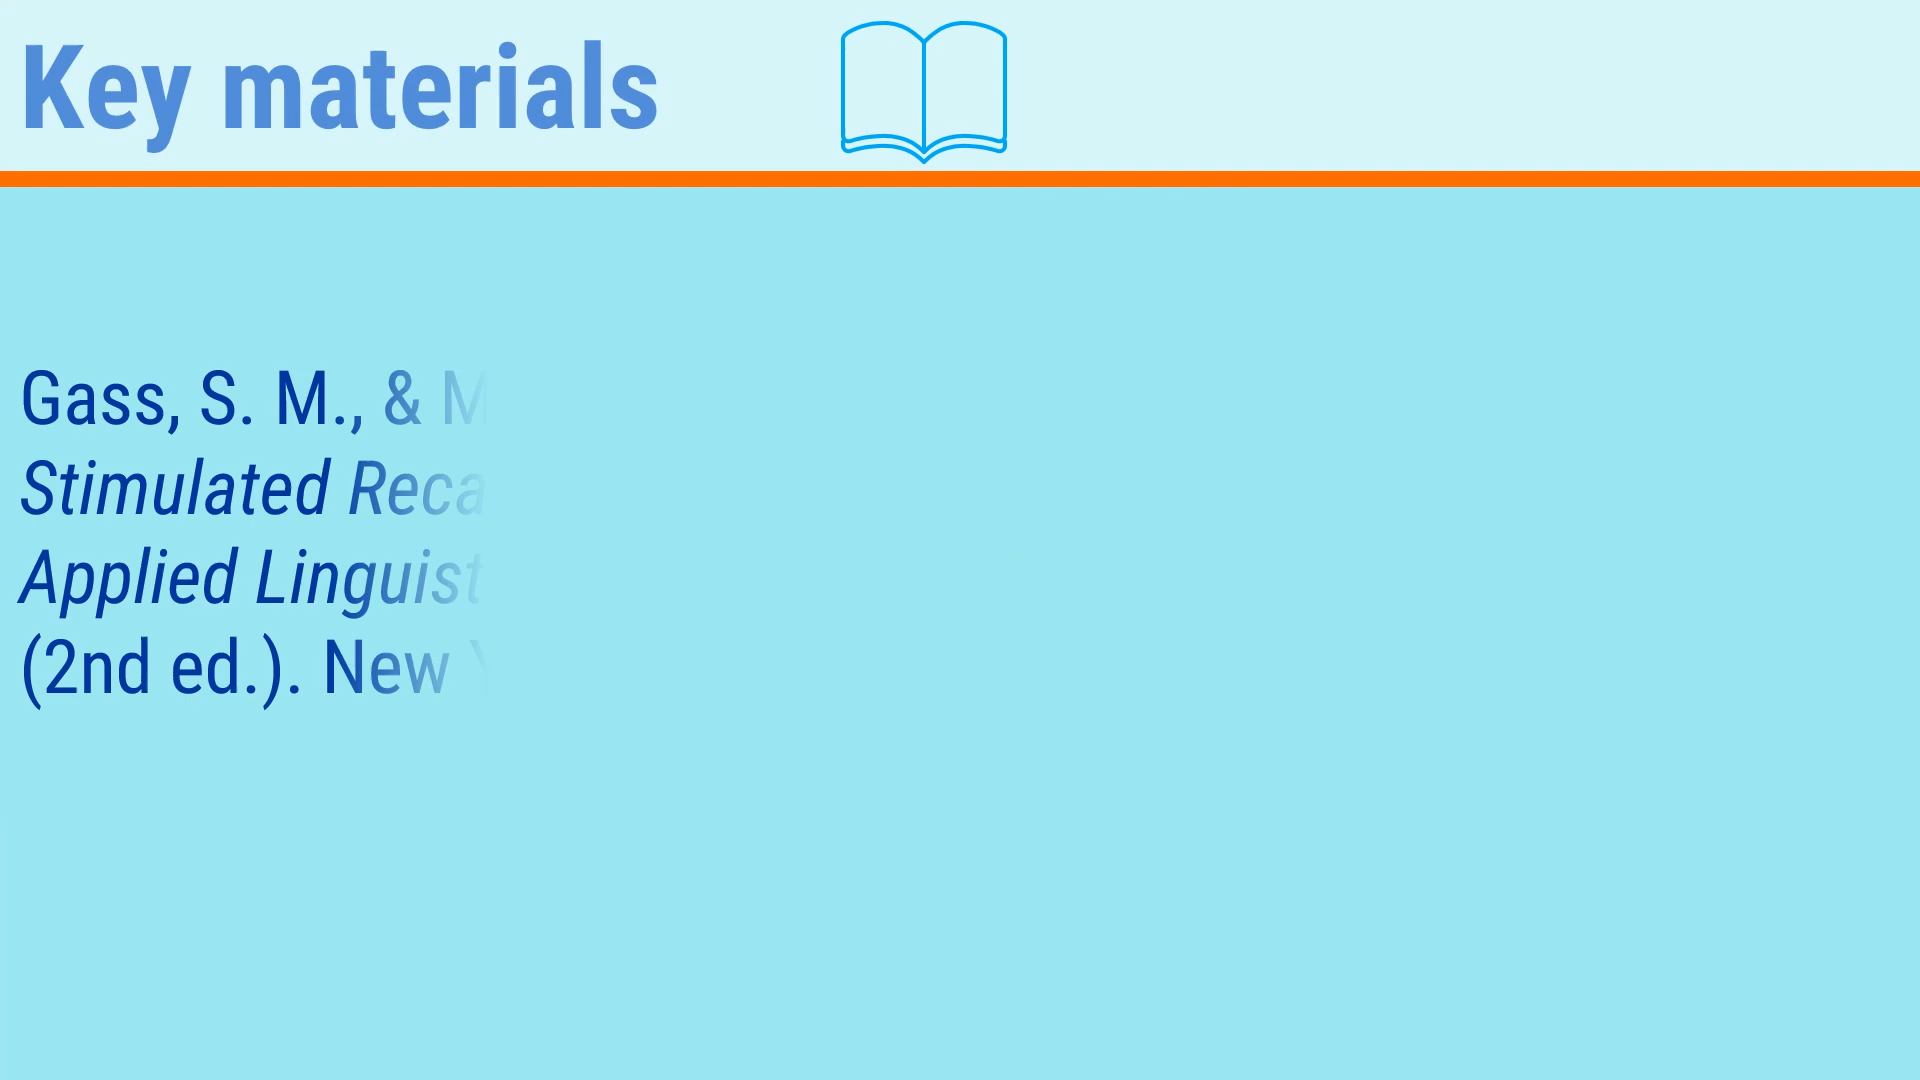 Key materials
Gass, S. M., & M
Stimulated Reca
Applied Linguist
(2nd ed.). New